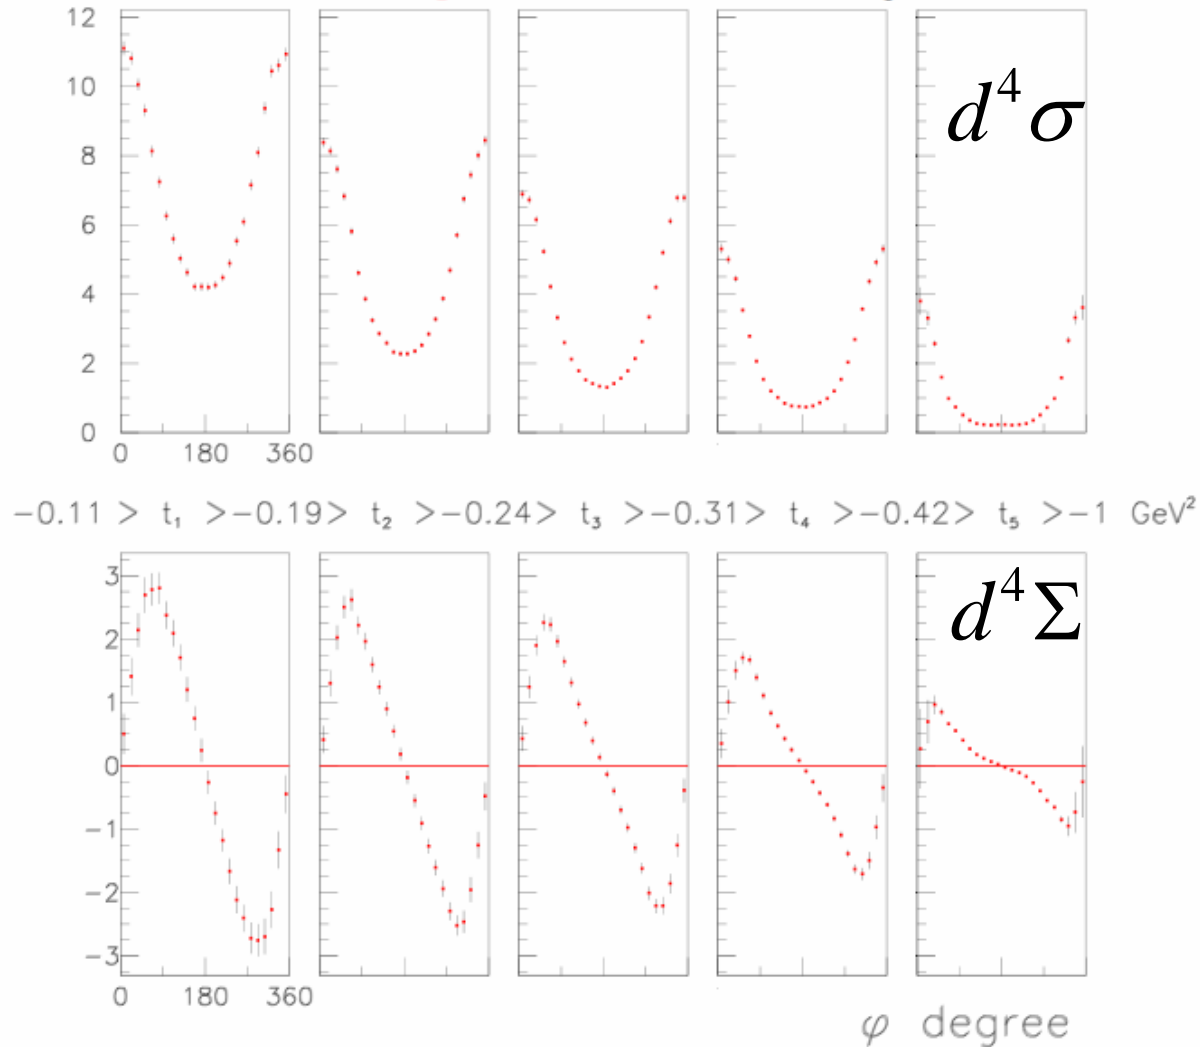 12
10
8
6
4
2
0
d⁴σ
0 180 360
−0.11 > t₁ >−0.19> t₂ >−0.24> t₃ >−0.31> t₄ >−0.42> t₅ >−1 GeV²
3
2
1
0
−1
−2
−3
d⁴Σ
0 180 360
φ degree